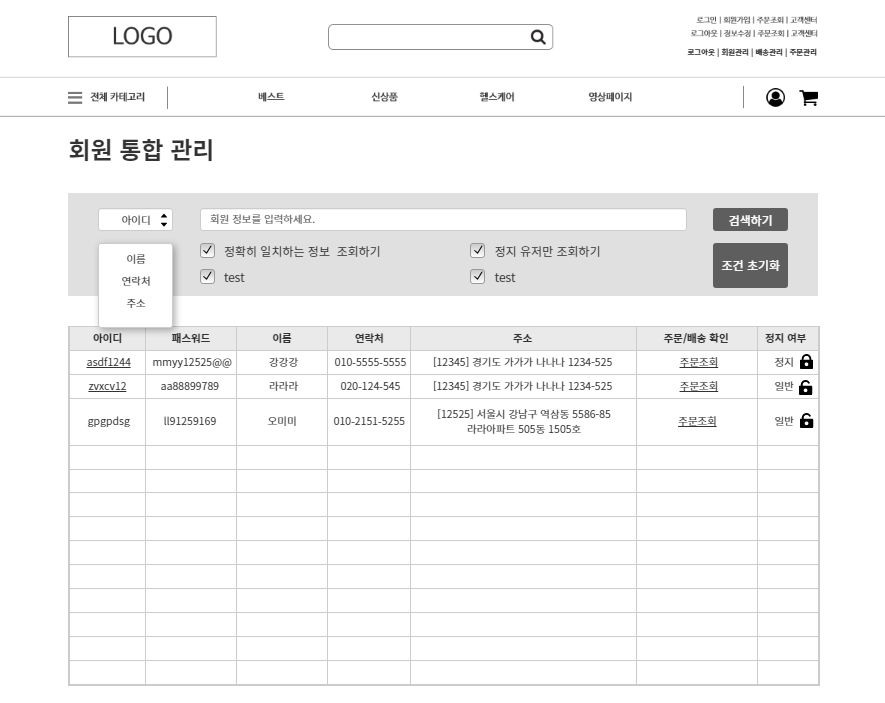 LOGO
로그인 | 회원가입 | 주문조회 | 고객센터
로그아웃 | 정보수정 | 주문조회 | 고객센터
로그아웃 | 회원관리 | 배송관리 | 주문관리
전체 카테고리 베스트 신상품 헬스케어 영상페이지
회원 통합 관리
아이디 회원 정보를 입력하세요. 검색하기
이름
연락처
주소
정확히 일치하는 정보 조회하기 정지 유저만 조회하기
test test
조건 초기화
아이디 패스워드 이름 연락처 주소 주문/배송 확인 정지 여부
asdf1244 mmyy12525@@ 강강강 010-5555-5555 [12345] 경기도 가가가 나나나 1234-525 주문조회 정지
zvxcv12 aa88899789 라라라 020-124-545 [12345] 경기도 가가가 나나나 1234-525 주문조회 일반
gpgpdsg ll91259169 오미미 010-2151-5255 [12525] 서울시 강남구 역삼동 5586-85 주문조회 일반
라라아파트 505동 1505호